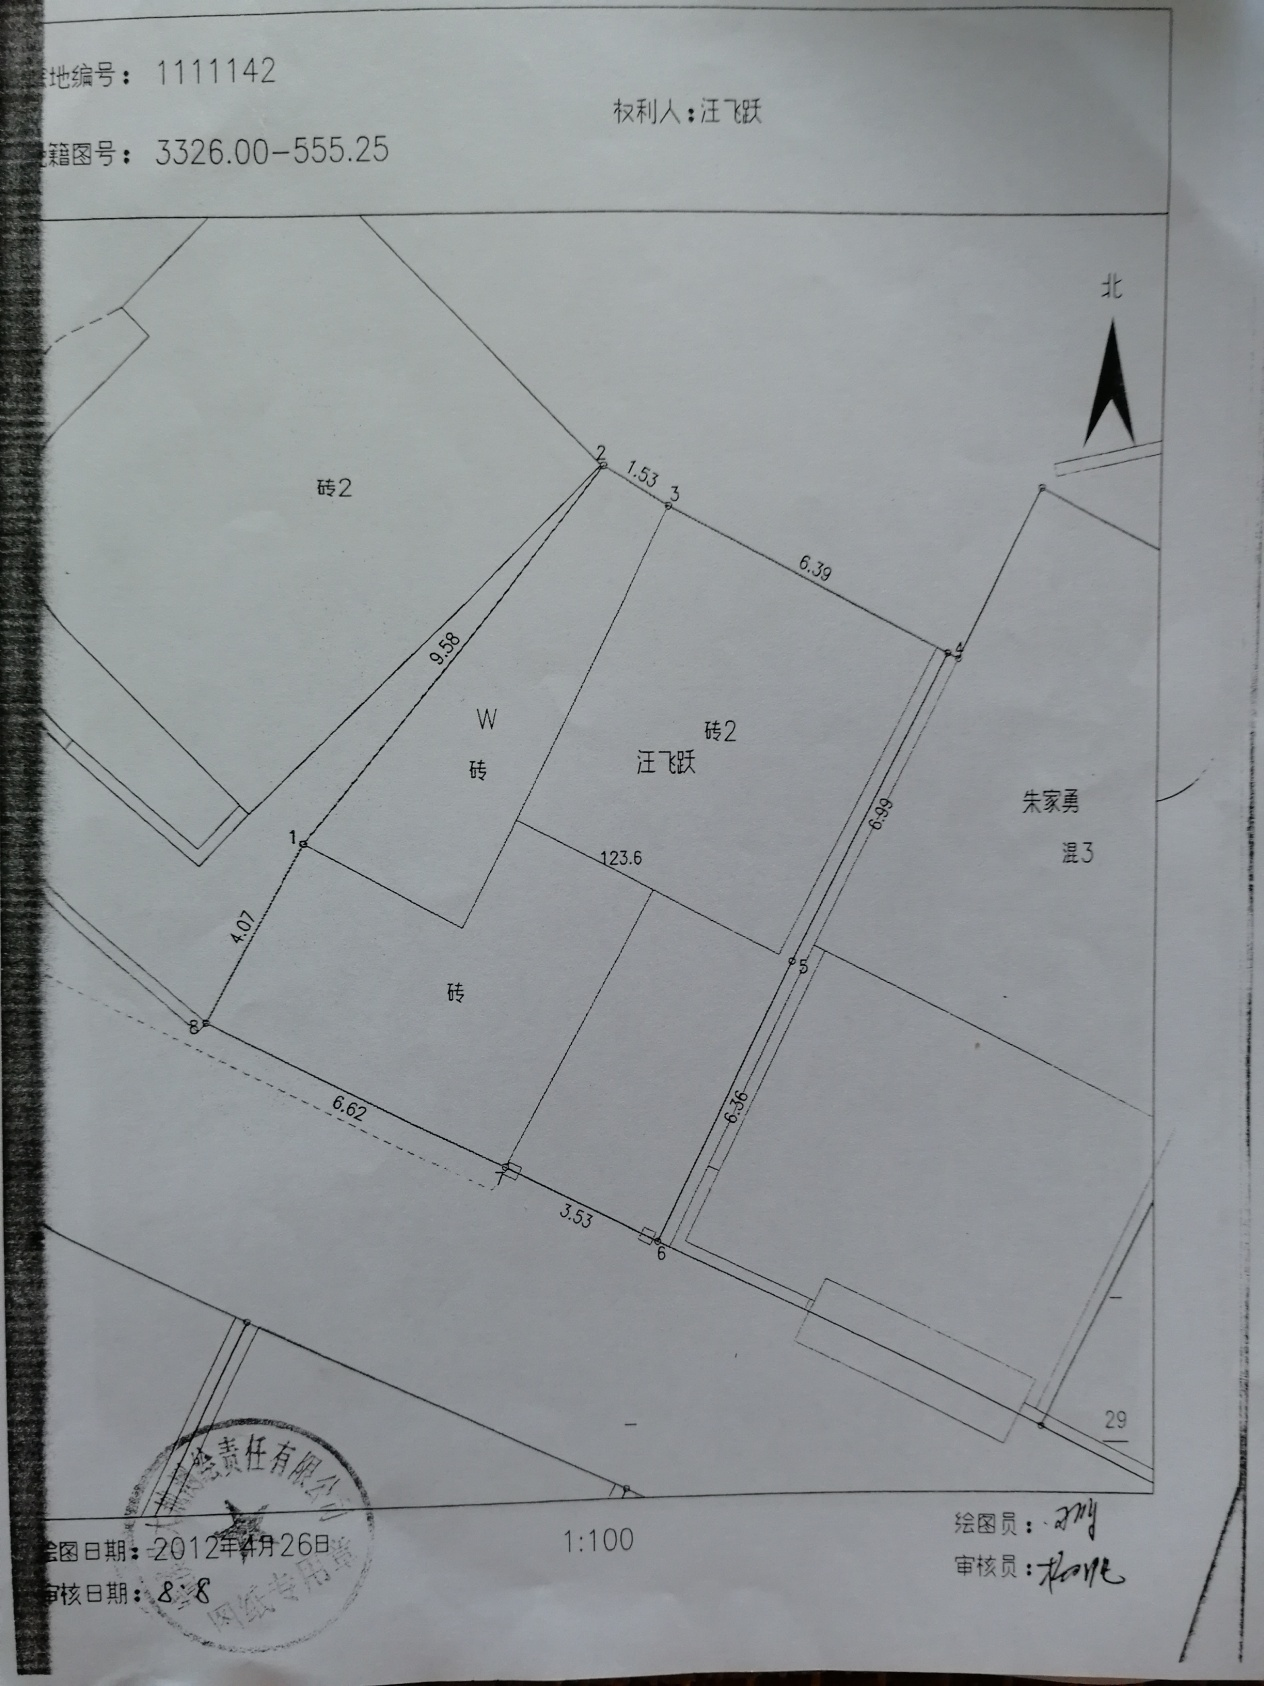 地编号：1111142
权利人：汪飞跃
籍图号：3326.00-555.25
北
2
1.53
3
砖2
6.39
4
9.58
W
砖
砖2
汪飞跃
6.99
朱家勇
混3
1
123.6
4.07
5
砖
8
6.62
6.36
7
3.53
6
29
绘责任有限公司
图纸专用章
绘图日期：2012年4月26日
1:100
绘图员：
审核日期：8.8
审核员：